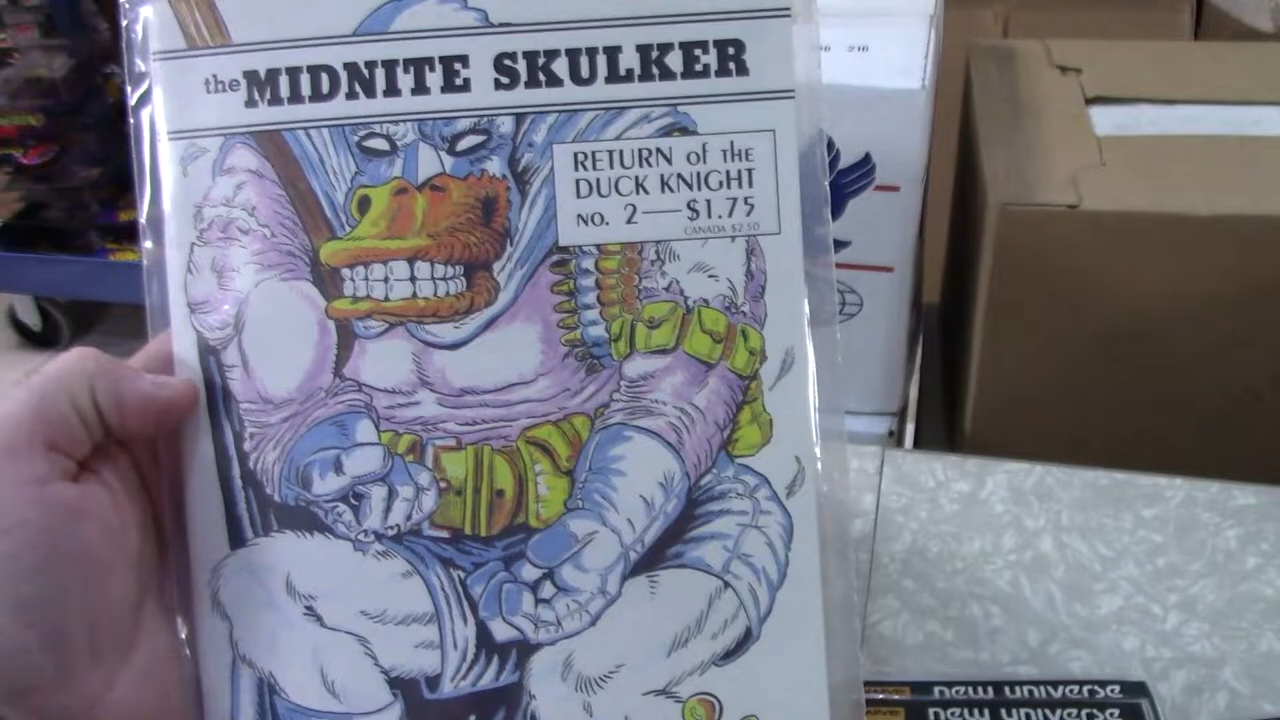 the MIDNITE SKULKER
RETURN of THE
DUCK KNIGHT
NO. 2—$1.75
CANADA $2.50
new universe
new universe